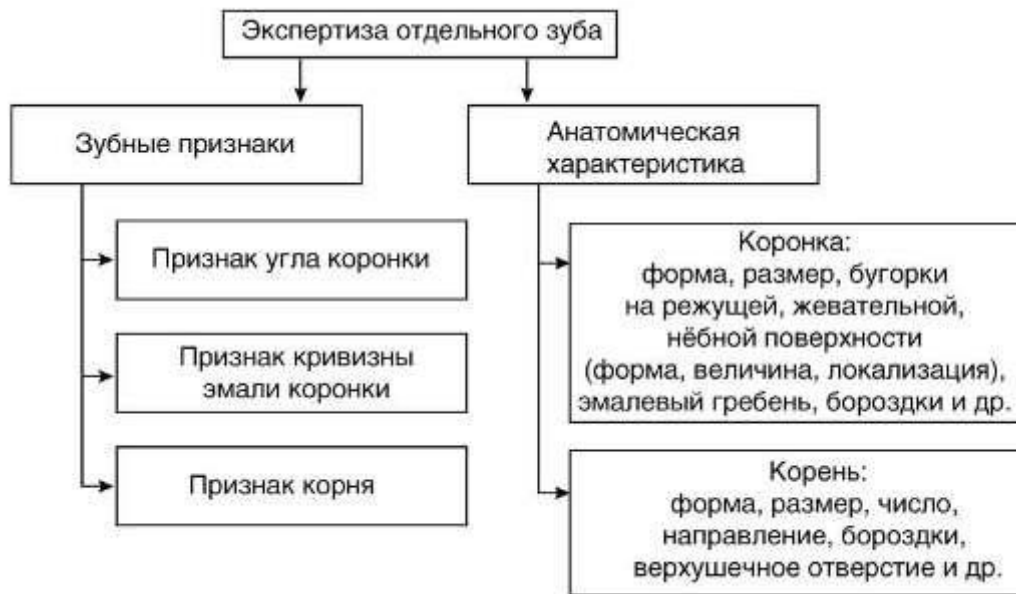 Экспертиза отдельного зуба
Зубные признаки
Признак угла коронки
Признак кривизны
эмали коронки
Признак корня
Анатомическая
характеристика
Коронка:
форма, размер, бугорки
на режущей, жевательной,
нёбной поверхности
(форма, величина, локализация),
эмалевый гребень, бороздки и др.
Корень:
форма, размер, число,
направление, бороздки,
верхушечное отверстие и др.